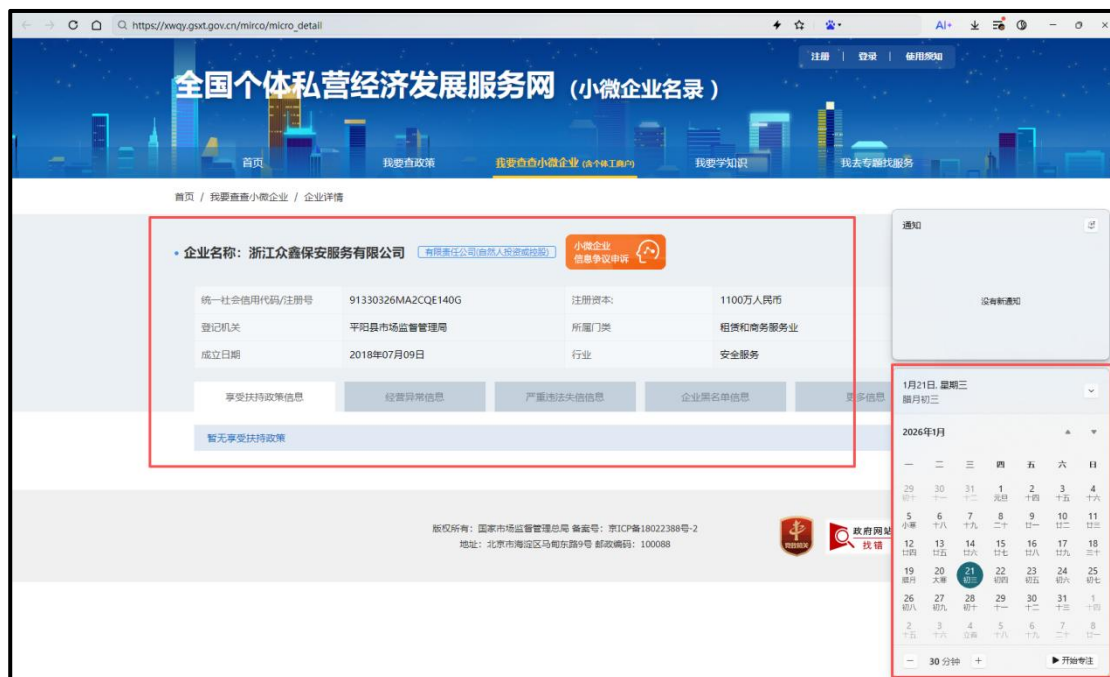 https://xwqy.gsxt.gov.cn/mirco/micro_detail
AI+
注册 | 登录 | 使用须知
全国个体私营经济发展服务网（小微企业名录）
首页 我要查政策 我要查查小微企业 (含个体工商户) 我要学知识 我去专题找服务
首页 / 我要查查小微企业 / 企业详情
企业名称：浙江众鑫保安服务有限公司 有限责任公司(自然人投资或控股)
小微企业
信息争议申诉
统一社会信用代码/注册号 91330326MA2CQE140G 注册资本: 1100万人民币
登记机关 平阳县市场监督管理局 所属门类 租赁和商务服务业
成立日期 2018年07月09日 行业 安全服务
享受扶持政策信息 经营异常信息 严重违法失信信息 企业黑名单信息 更多信息
暂无享受扶持政策
版权所有：国家市场监督管理总局 备案号：京ICP备18022388号-2
地址：北京市海淀区马甸东路9号 邮政编码：100088
党政机关
政府网站
找错
通知
没有新通知
1月21日, 星期三
腊月初三
2026年1月
一 二 三 四 五 六 日
29 30 31 1 2 3 4
初十 十一 十二 元旦 十四 十五 十六
5 6 7 8 9 10 11
小寒 十八 十九 二十 廿一 廿二 廿三
12 13 14 15 16 17 18
廿四 廿五 廿六 廿七 廿八 廿九 三十
19 20 21 22 23 24 25
腊月 大寒 初三 初四 初五 初六 初七
26 27 28 29 30 31 1
初八 初九 初十 十一 十二 十三 十四
2 3 4 5 6 7 8
十五 十六 立春 十八 十九 二十 廿一
30 分钟
开始专注